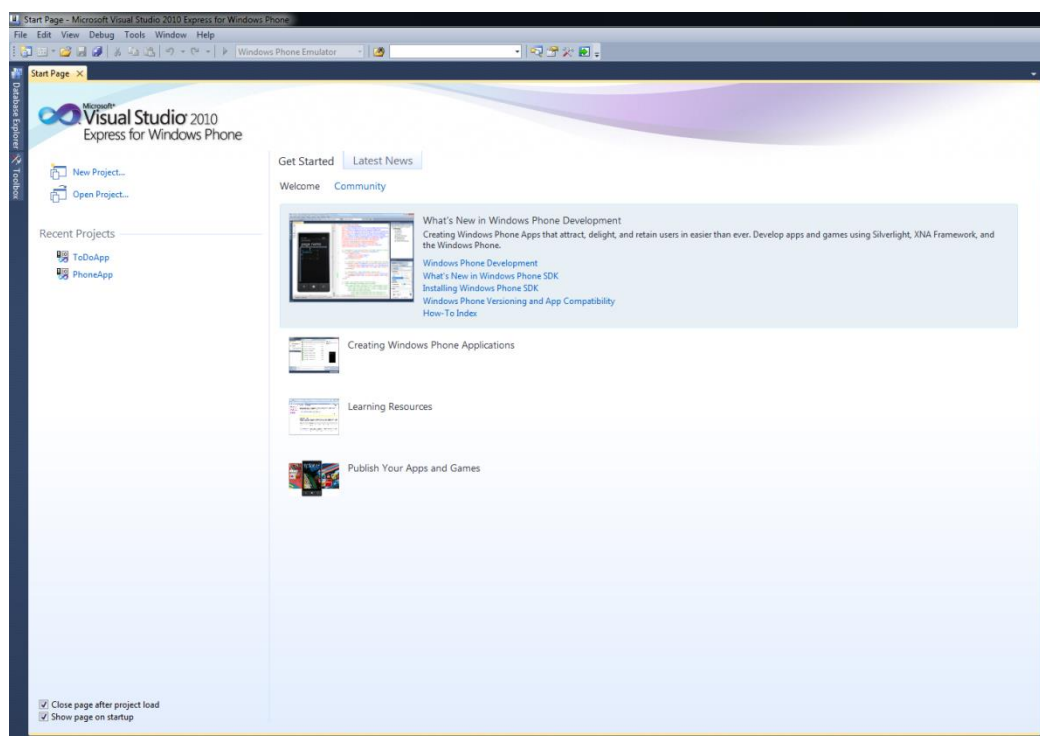 Start Page - Microsoft Visual Studio 2010 Express for Windows Phone
File Edit View Debug Tools Window Help
Windows Phone Emulator
Start Page
Database Explorer
Toolbox
Microsoft®
Visual Studio 2010
Express for Windows Phone
New Project...
Open Project...
Recent Projects
ToDoApp
PhoneApp
Get Started Latest News
Welcome Community
What's New in Windows Phone Development
Creating Windows Phone Apps that attract, delight, and retain users in easier than ever. Develop apps and games using Silverlight, XNA Framework, and
the Windows Phone.
Windows Phone Development
What's New in Windows Phone SDK
Installing Windows Phone SDK
Windows Phone Versioning and App Compatibility
How-To Index
Creating Windows Phone Applications
Learning Resources
Publish Your Apps and Games
Close page after project load
Show page on startup